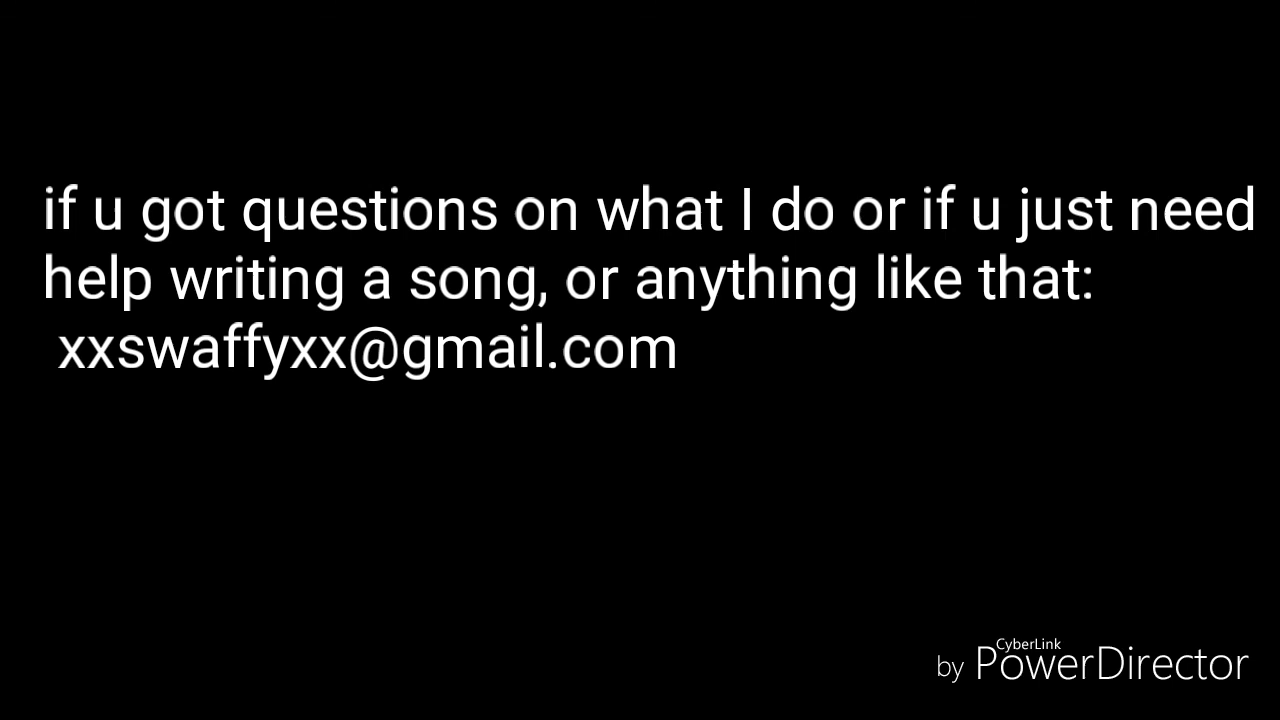 if u got questions on what I do or if u just need
help writing a song, or anything like that:
xxswaffyxx@gmail.com
CyberLink
by PowerDirector